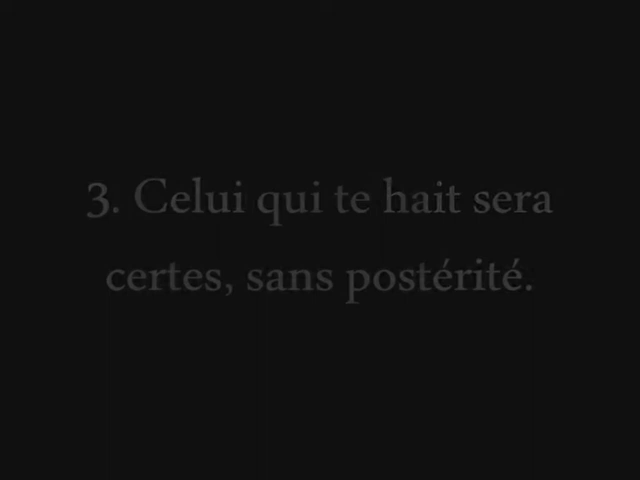 3. Celui qui te hait sera
certes, sans postérité.